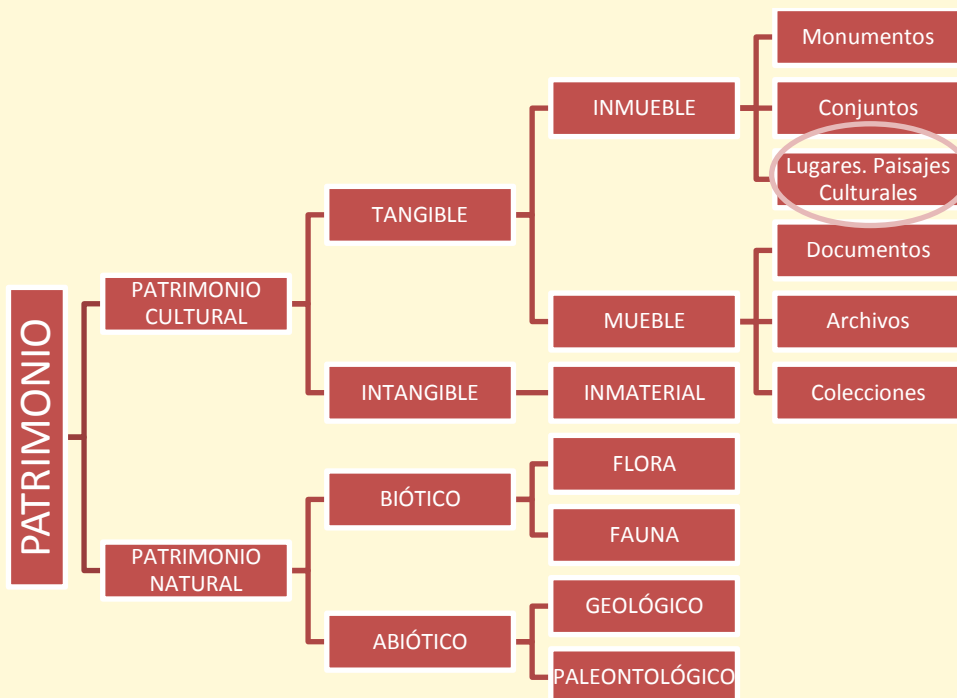 PATRIMONIO
PATRIMONIO
CULTURAL
TANGIBLE
INMUEBLE
Monumentos
Conjuntos
Lugares. Paisajes
Culturales
MUEBLE
Documentos
Archivos
Colecciones
INTANGIBLE
INMATERIAL
PATRIMONIO
NATURAL
BIÓTICO
FLORA
FAUNA
ABIÓTICO
GEOLÓGICO
PALEONTOLÓGICO